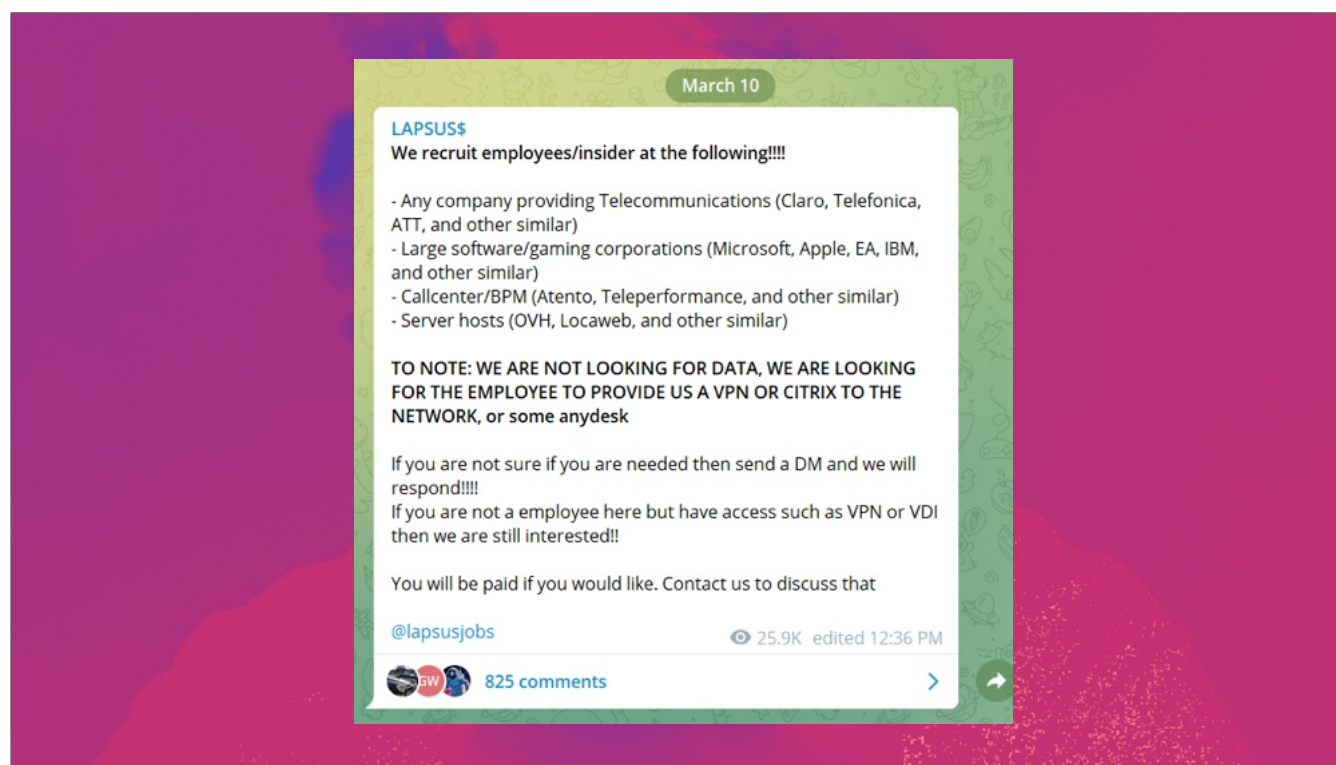 March 10
LAPSUS$
We recruit employees/insider at the following!!!!
- Any company providing Telecommunications (Claro, Telefonica,
ATT, and other similar)
- Large software/gaming corporations (Microsoft, Apple, EA, IBM,
and other similar)
- Callcenter/BPM (Atento, Teleperformance, and other similar)
- Server hosts (OVH, Locaweb, and other similar)
TO NOTE: WE ARE NOT LOOKING FOR DATA, WE ARE LOOKING
FOR THE EMPLOYEE TO PROVIDE US A VPN OR CITRIX TO THE
NETWORK, or some anydesk
If you are not sure if you are needed then send a DM and we will
respond!!!!
If you are not a employee here but have access such as VPN or VDI
then we are still interested!!
You will be paid if you would like. Contact us to discuss that
@lapsusjobs
25.9K edited 12:36 PM
GW
825 comments